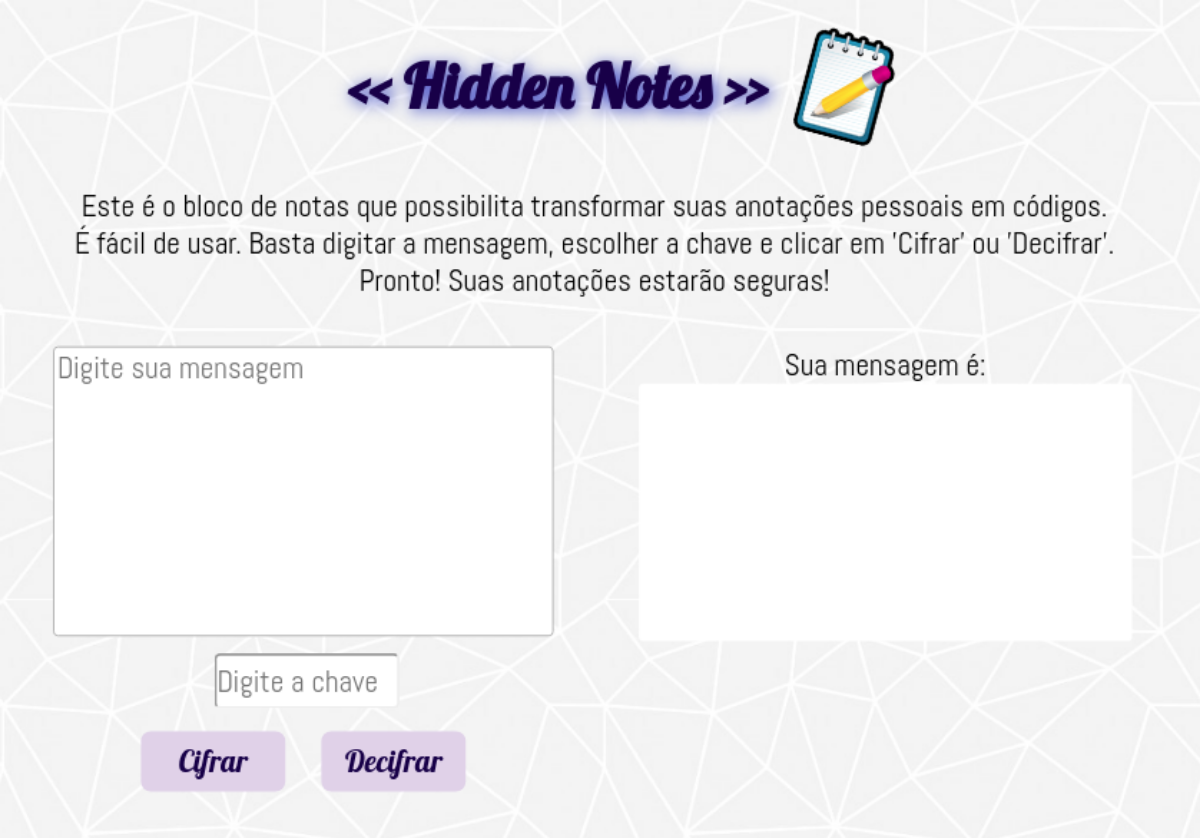 << Hidden Notes >>
Este é o bloco de notas que possibilita transformar suas anotações pessoais em códigos.
É fácil de usar. Basta digitar a mensagem, escolher a chave e clicar em 'Cifrar' ou 'Decifrar'.
Pronto! Suas anotações estarão seguras!
Digite sua mensagem
Sua mensagem é:
Digite a chave
Cifrar
Decifrar